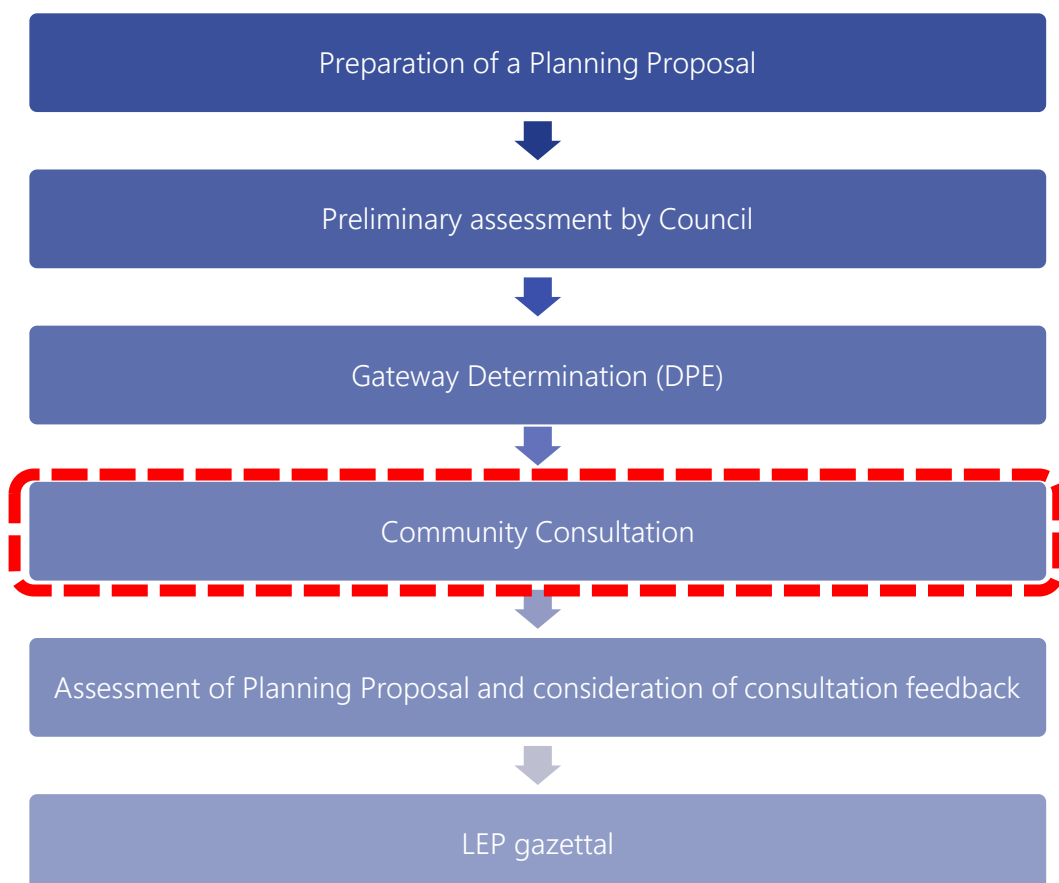 Preparation of a Planning Proposal
Preliminary assessment by Council
Gateway Determination (DPE)
Community Consultation
Assessment of Planning Proposal and consideration of consultation feedback
LEP gazettal